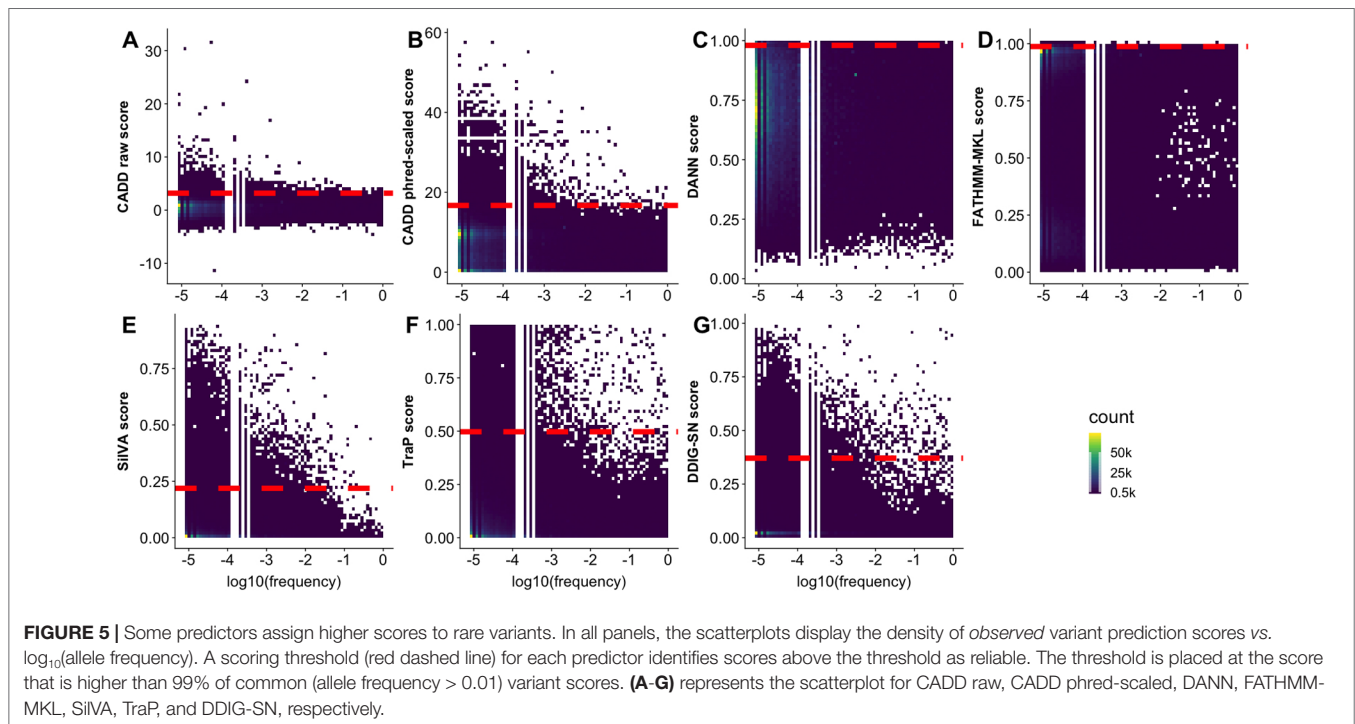 A
CADD raw score
30
20
10
0
-10
-5 -4 -3 -2 -1 0
B
CADD phred-scaled score
60
40
20
0
-5 -4 -3 -2 -1 0
C
DANN score
1.00
0.75
0.50
0.25
0.00
-5 -4 -3 -2 -1 0
D
FATHMM-MKL score
1.00
0.75
0.50
0.25
0.00
-5 -4 -3 -2 -1 0
E
SilVA score
0.75
0.50
0.25
0.00
-5 -4 -3 -2 -1 0
log10(frequency)
F
TraP score
1.00
0.75
0.50
0.25
0.00
-5 -4 -3 -2 -1 0
log10(frequency)
G
DDIG-SN score
1.00
0.75
0.50
0.25
0.00
-5 -4 -3 -2 -1 0
log10(frequency)
count
50k
25k
0.5k
FIGURE 5 | Some predictors assign higher scores to rare variants. In all panels, the scatterplots display the density of observed variant prediction scores vs.
log₁₀(allele frequency). A scoring threshold (red dashed line) for each predictor identifies scores above the threshold as reliable. The threshold is placed at the score
that is higher than 99% of common (allele frequency > 0.01) variant scores. (A-G) represents the scatterplot for CADD raw, CADD phred-scaled, DANN, FATHMM-
MKL, SilVA, TraP, and DDIG-SN, respectively.